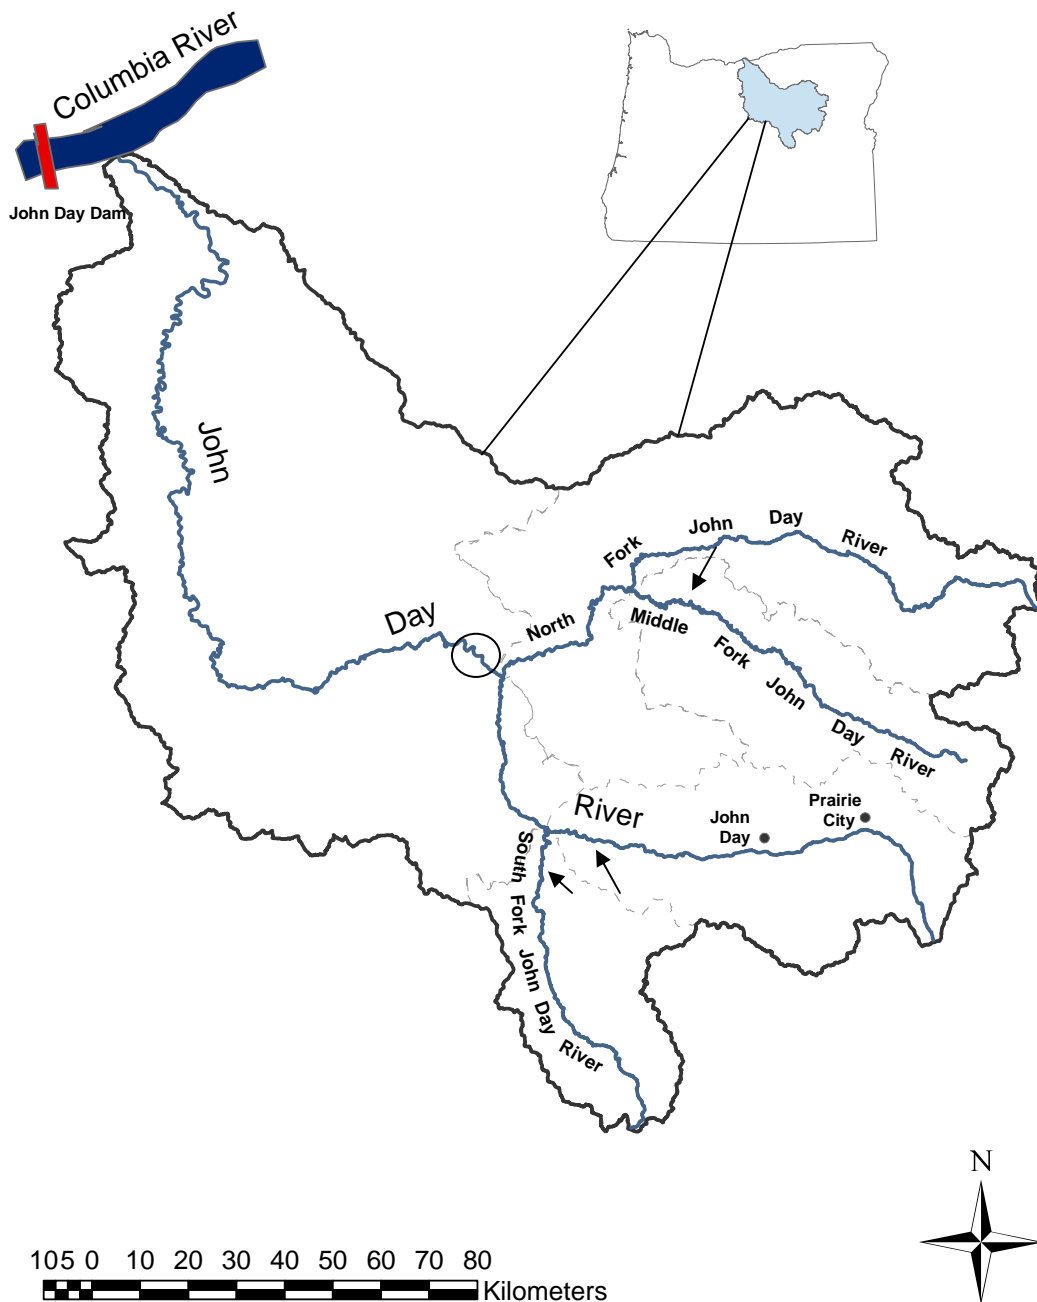 Columbia River
John Day Dam
John
Day
River
North
Fork
John
Day
River
Middle
Fork
John
Day
River
South
Fork
John
Day
River
John
Day
Prairie
City
N
105 0 10 20 30 40 50 60 70 80
Kilometers